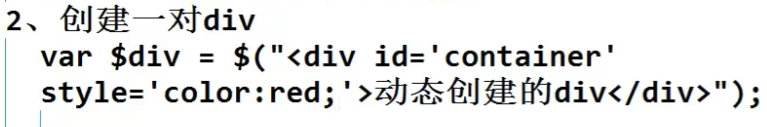 2、创建一对div
var $div = $("<div id='container'
style='color:red;'>动态创建的div</div>");